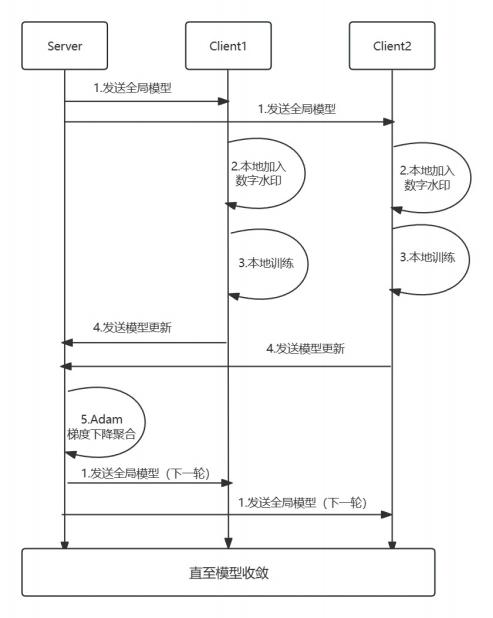 Server
Client1
Client2
1.发送全局模型
1.发送全局模型
2.本地加入
数字水印
2.本地加入
数字水印
3.本地训练
3.本地训练
4.发送模型更新
4.发送模型更新
5.Adam
梯度下降聚合
1.发送全局模型（下一轮）
1.发送全局模型（下一轮）
直至模型收敛